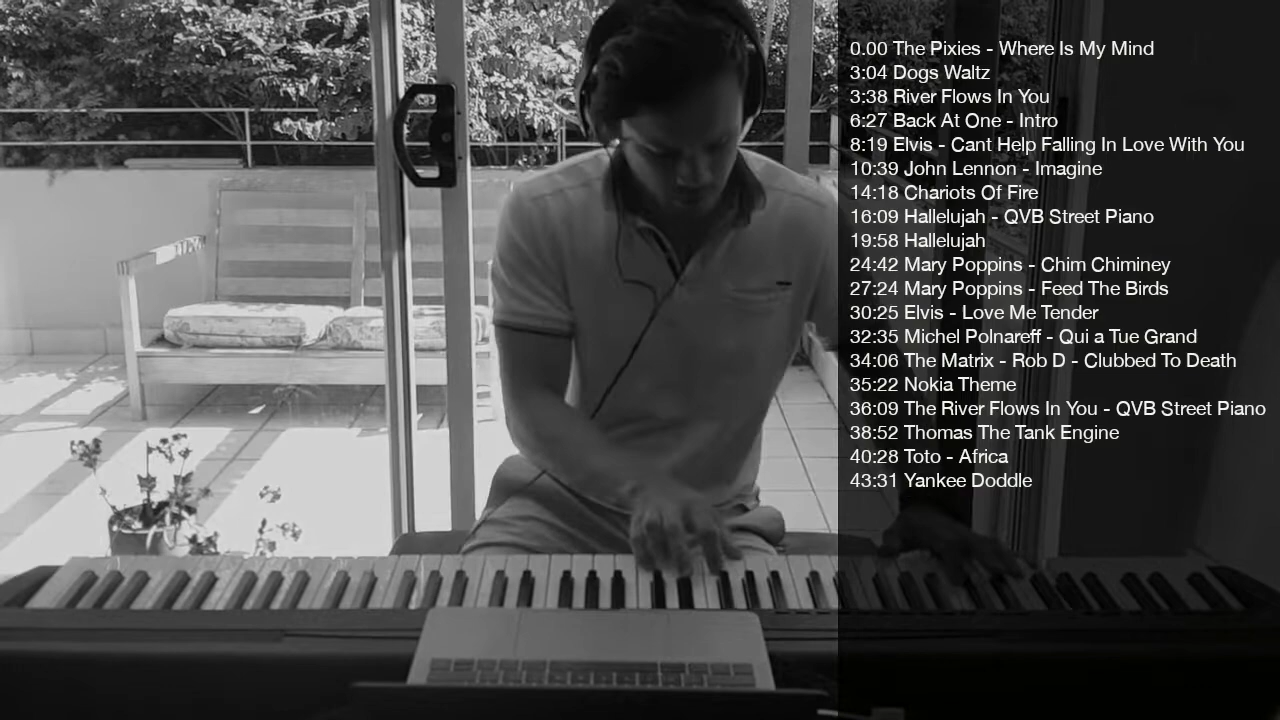 0.00 The Pixies - Where Is My Mind
3:04 Dogs Waltz
3:38 River Flows In You
6:27 Back At One - Intro
8:19 Elvis - Cant Help Falling In Love With You
10:39 John Lennon - Imagine
14:18 Chariots Of Fire
16:09 Hallelujah - QVB Street Piano
19:58 Hallelujah
24:42 Mary Poppins - Chim Chiminey
27:24 Mary Poppins - Feed The Birds
30:25 Elvis - Love Me Tender
32:35 Michel Polnareff - Qui a Tue Grand
34:06 The Matrix - Rob D - Clubbed To Death
35:22 Nokia Theme
36:09 The River Flows In You - QVB Street Piano
38:52 Thomas The Tank Engine
40:28 Toto - Africa
43:31 Yankee Doddle